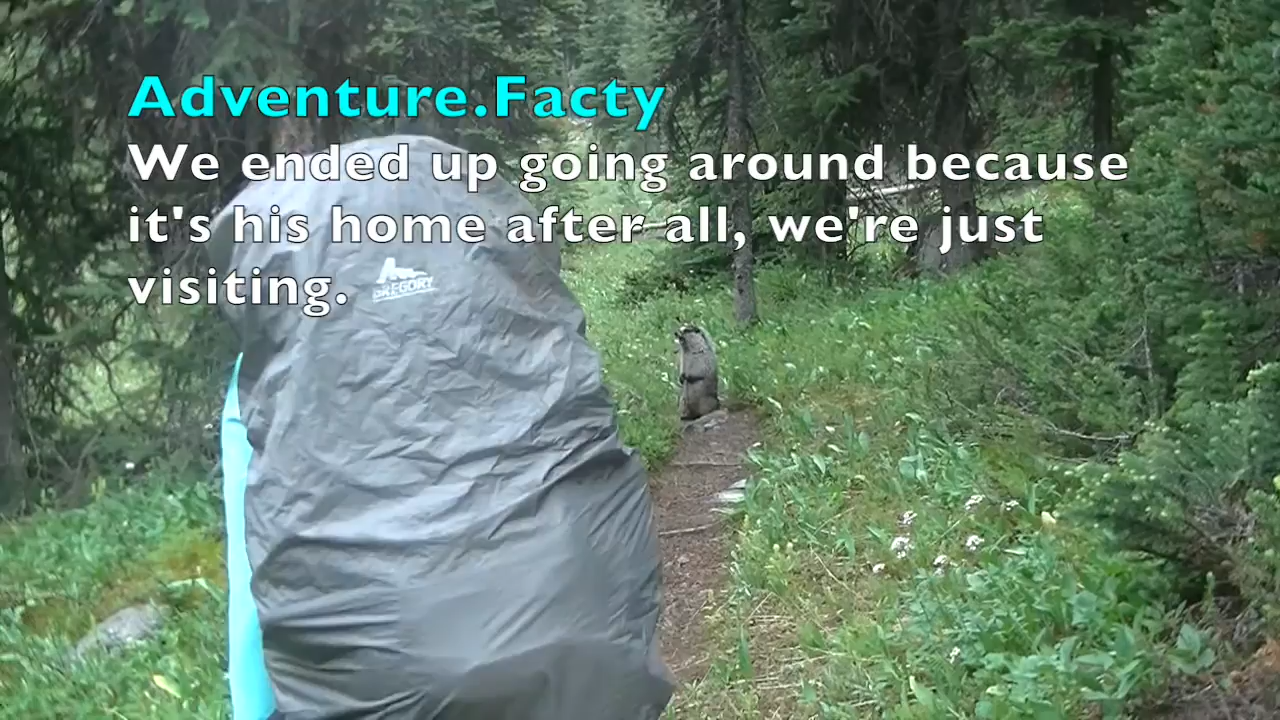 Adventure.Facty
We ended up going around because
it's his home after all, we're just
visiting.
GREGORY